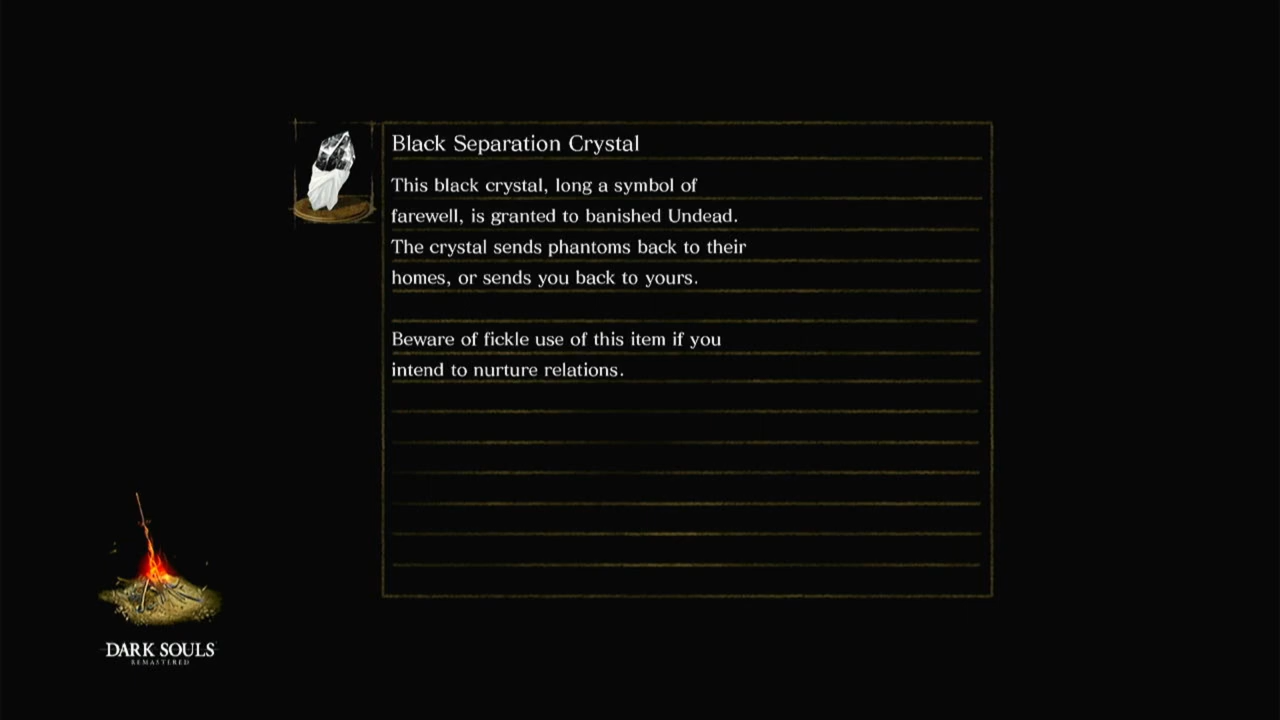 Black Separation Crystal
This black crystal, long a symbol of
farewell, is granted to banished Undead.
The crystal sends phantoms back to their
homes, or sends you back to yours.
Beware of fickle use of this item if you
intend to nurture relations.
DARK SOULS
REMASTERED